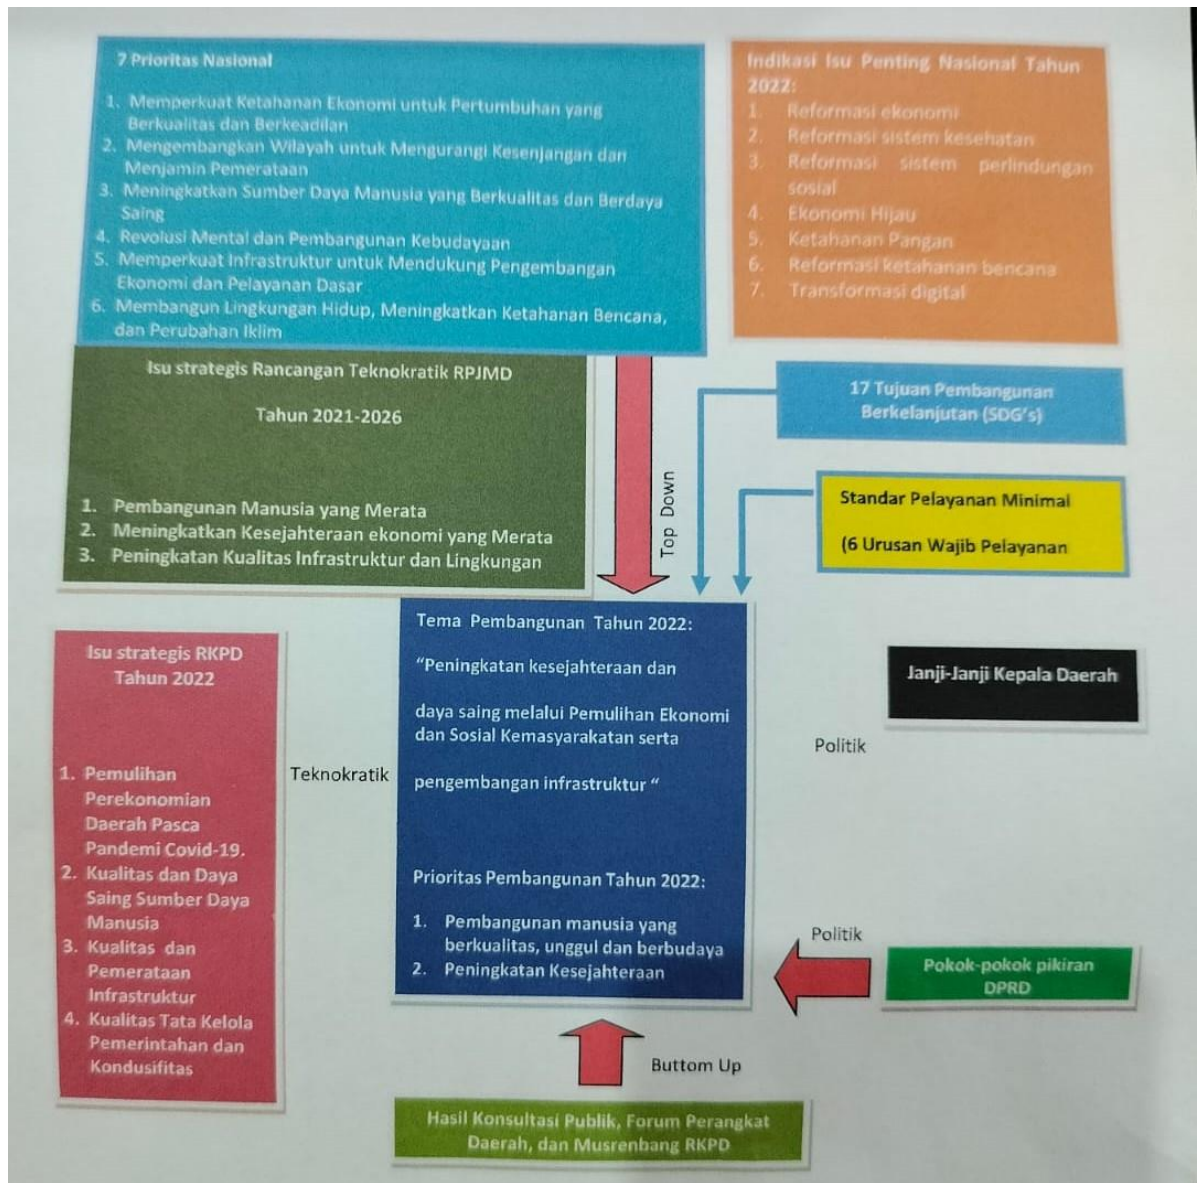 7 Prioritas Nasional
1. Memperkuat Ketahanan Ekonomi untuk Pertumbuhan yang
Berkualitas dan Berkeadilan
2. Mengembangkan Wilayah untuk Mengurangi Kesenjangan dan
Menjamin Pemerataan
3. Meningkatkan Sumber Daya Manusia yang Berkualitas dan Berdaya
Saing
4. Revolusi Mental dan Pembangunan Kebudayaan
5. Memperkuat Infrastruktur untuk Mendukung Pengembangan
Ekonomi dan Pelayanan Dasar
6. Membangun Lingkungan Hidup, Meningkatkan Ketahanan Bencana,
dan Perubahan Iklim
Indikasi Isu Penting Nasional Tahun
2022:
1. Reformasi ekonomi
2. Reformasi sistem kesehatan
3. Reformasi sistem perlindungan
sosial
4. Ekonomi Hijau
5. Ketahanan Pangan
6. Reformasi ketahanan bencana
7. Transformasi digital
Isu strategis Rancangan Teknokratik RPJMD
Tahun 2021-2026
1. Pembangunan Manusia yang Merata
2. Meningkatkan Kesejahteraan ekonomi yang Merata
3. Peningkatan Kualitas Infrastruktur dan Lingkungan
Top Down
17 Tujuan Pembangunan
Berkelanjutan (SDG's)
Standar Pelayanan Minimal
(6 Urusan Wajib Pelayanan
Isu strategis RKPD
Tahun 2022
1. Pemulihan
Perekonomian
Daerah Pasca
Pandemi Covid-19.
2. Kualitas dan Daya
Saing Sumber Daya
Manusia
3. Kualitas dan
Pemerataan
Infrastruktur
4. Kualitas Tata Kelola
Pemerintahan dan
Kondusifitas
Teknokratik
Tema Pembangunan Tahun 2022:
"Peningkatan kesejahteraan dan
daya saing melalui Pemulihan Ekonomi
dan Sosial Kemasyarakatan serta
pengembangan infrastruktur "
Prioritas Pembangunan Tahun 2022:
1. Pembangunan manusia yang
berkualitas, unggul dan berbudaya
2. Peningkatan Kesejahteraan
Janji-Janji Kepala Daerah
Politik
Politik
Pokok-pokok pikiran
DPRD
Buttom Up
Hasil Konsultasi Publik, Forum Perangkat
Daerah, dan Musrenbang RKPD